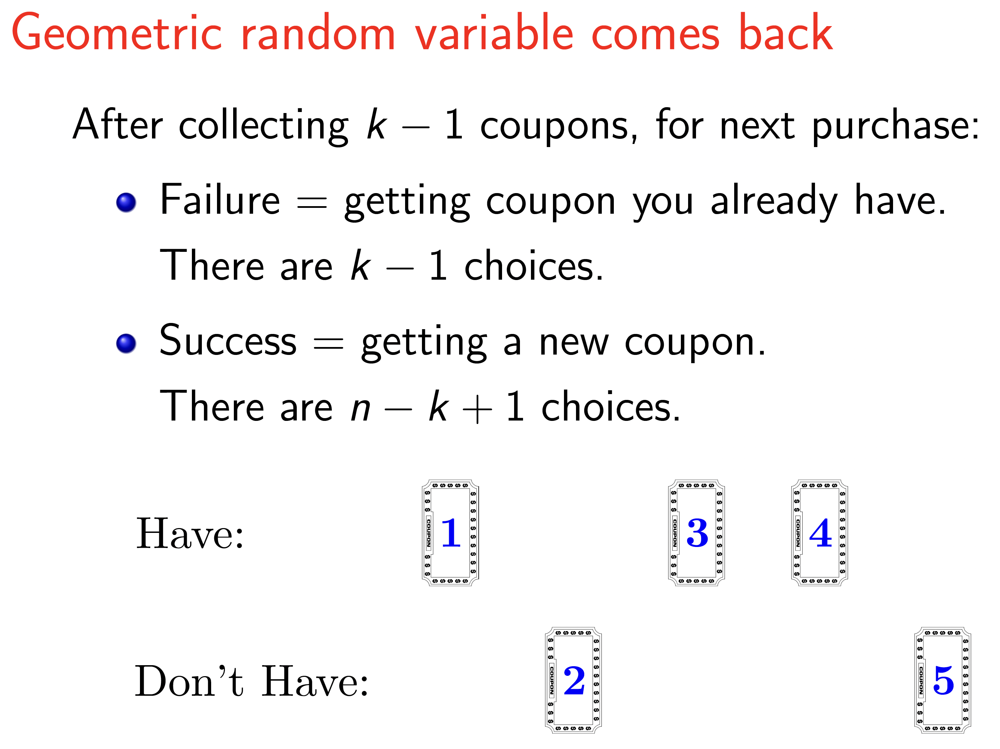 Geometric random variable comes back
After collecting k − 1 coupons, for next purchase:
Failure = getting coupon you already have.
There are k − 1 choices.
Success = getting a new coupon.
There are n − k + 1 choices.
Have:
COUPON 1
COUPON 3
COUPON 4
Don't Have:
COUPON 2
COUPON 5